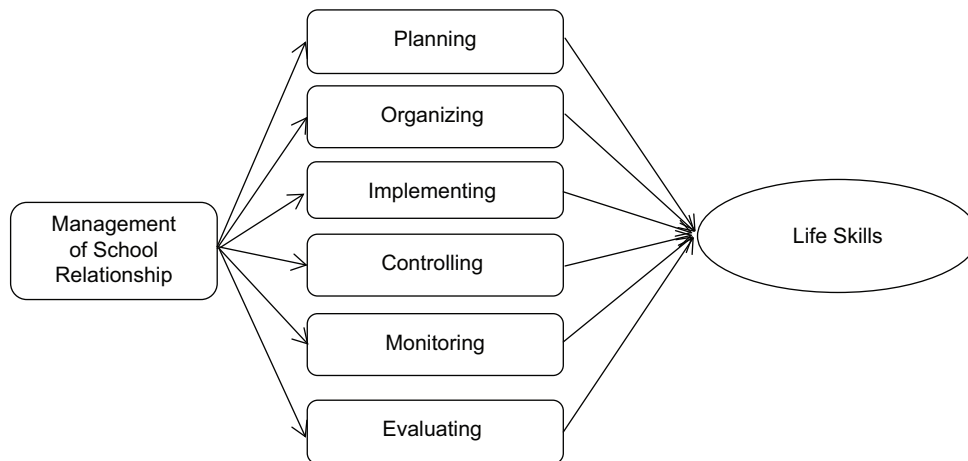 Planning
Organizing
Implementing
Management
of School
Relationship
Controlling
Monitoring
Evaluating
Life Skills